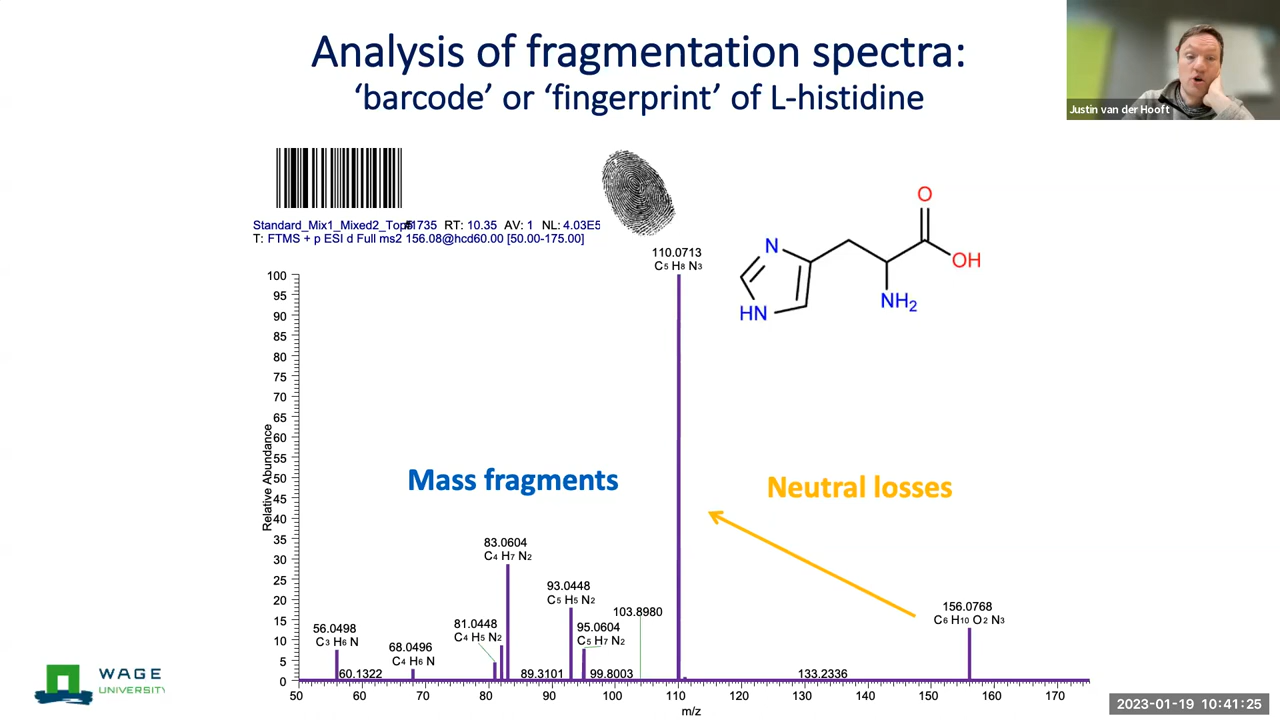 Analysis of fragmentation spectra:
‘barcode’ or ‘fingerprint’ of L-histidine
Justin van der Hooft
RT: 10.35 AV: 1 NL: 4.03E5
T: FTMS + p ESI d Full ms2 156.08@hcd60.00 [50.00-175.00]
110.0713
C5 H8 N3
O
N
OH
NH2
HN
100
95
90
85
80
75
70
65
60
55
50
45
40
35
30
25
20
15
10
5
0
Relative Abundance
Mass fragments
Neutral losses
83.0604
C4 H7 N2
93.0448
C5 H5 N2
103.8980
156.0768
C6 H10 O2 N3
81.0448
C4 H5 N2
95.0604
C5 H7 N2
56.0498
C3 H6 N
68.0496
C4 H6 N
60.1322
89.3101
99.8003
133.2336
50 60 70 80 90 100 110 120 130 140 150 160 170
m/z
WAGE
UNIVERSITY
2023-01-19 10:41:25